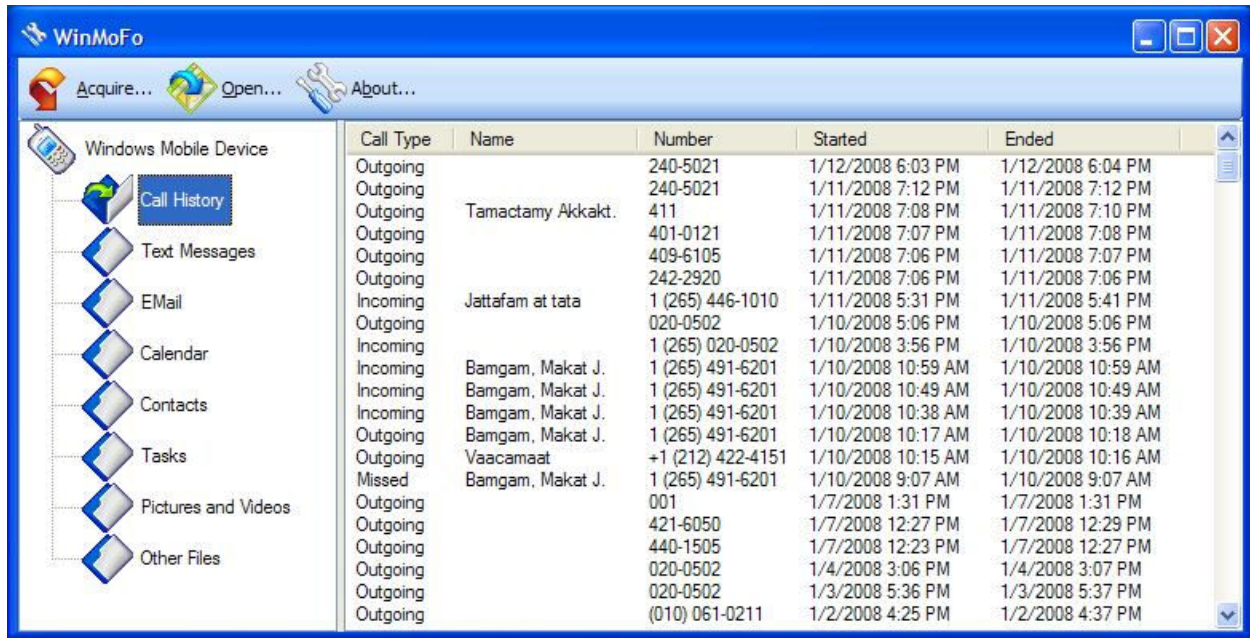 WinMoFo
Acquire... Open... About...
Windows Mobile Device
Call History
Text Messages
EMail
Calendar
Contacts
Tasks
Pictures and Videos
Other Files
Call Type Name Number Started Ended
Outgoing 240-5021 1/12/2008 6:03 PM 1/12/2008 6:04 PM
Outgoing 240-5021 1/11/2008 7:12 PM 1/11/2008 7:12 PM
Outgoing Tamactamy Akkakt. 411 1/11/2008 7:08 PM 1/11/2008 7:10 PM
Outgoing 401-0121 1/11/2008 7:07 PM 1/11/2008 7:08 PM
Outgoing 409-6105 1/11/2008 7:06 PM 1/11/2008 7:07 PM
Outgoing 242-2920 1/11/2008 7:06 PM 1/11/2008 7:06 PM
Incoming Jattafam at tata 1 (265) 446-1010 1/11/2008 5:31 PM 1/11/2008 5:41 PM
Outgoing 020-0502 1/10/2008 5:06 PM 1/10/2008 5:06 PM
Incoming 1 (265) 020-0502 1/10/2008 3:56 PM 1/10/2008 3:56 PM
Incoming Bamgam, Makat J. 1 (265) 491-6201 1/10/2008 10:59 AM 1/10/2008 10:59 AM
Incoming Bamgam, Makat J. 1 (265) 491-6201 1/10/2008 10:49 AM 1/10/2008 10:49 AM
Incoming Bamgam, Makat J. 1 (265) 491-6201 1/10/2008 10:38 AM 1/10/2008 10:39 AM
Outgoing Bamgam, Makat J. 1 (265) 491-6201 1/10/2008 10:17 AM 1/10/2008 10:18 AM
Outgoing Vaacamaat +1 (212) 422-4151 1/10/2008 10:15 AM 1/10/2008 10:16 AM
Missed Bamgam, Makat J. 1 (265) 491-6201 1/10/2008 9:07 AM 1/10/2008 9:07 AM
Outgoing 001 1/7/2008 1:31 PM 1/7/2008 1:31 PM
Outgoing 421-6050 1/7/2008 12:27 PM 1/7/2008 12:29 PM
Outgoing 440-1505 1/7/2008 12:23 PM 1/7/2008 12:27 PM
Outgoing 020-0502 1/4/2008 3:06 PM 1/4/2008 3:07 PM
Outgoing 020-0502 1/3/2008 5:36 PM 1/3/2008 5:37 PM
Outgoing (010) 061-0211 1/2/2008 4:25 PM 1/2/2008 4:37 PM